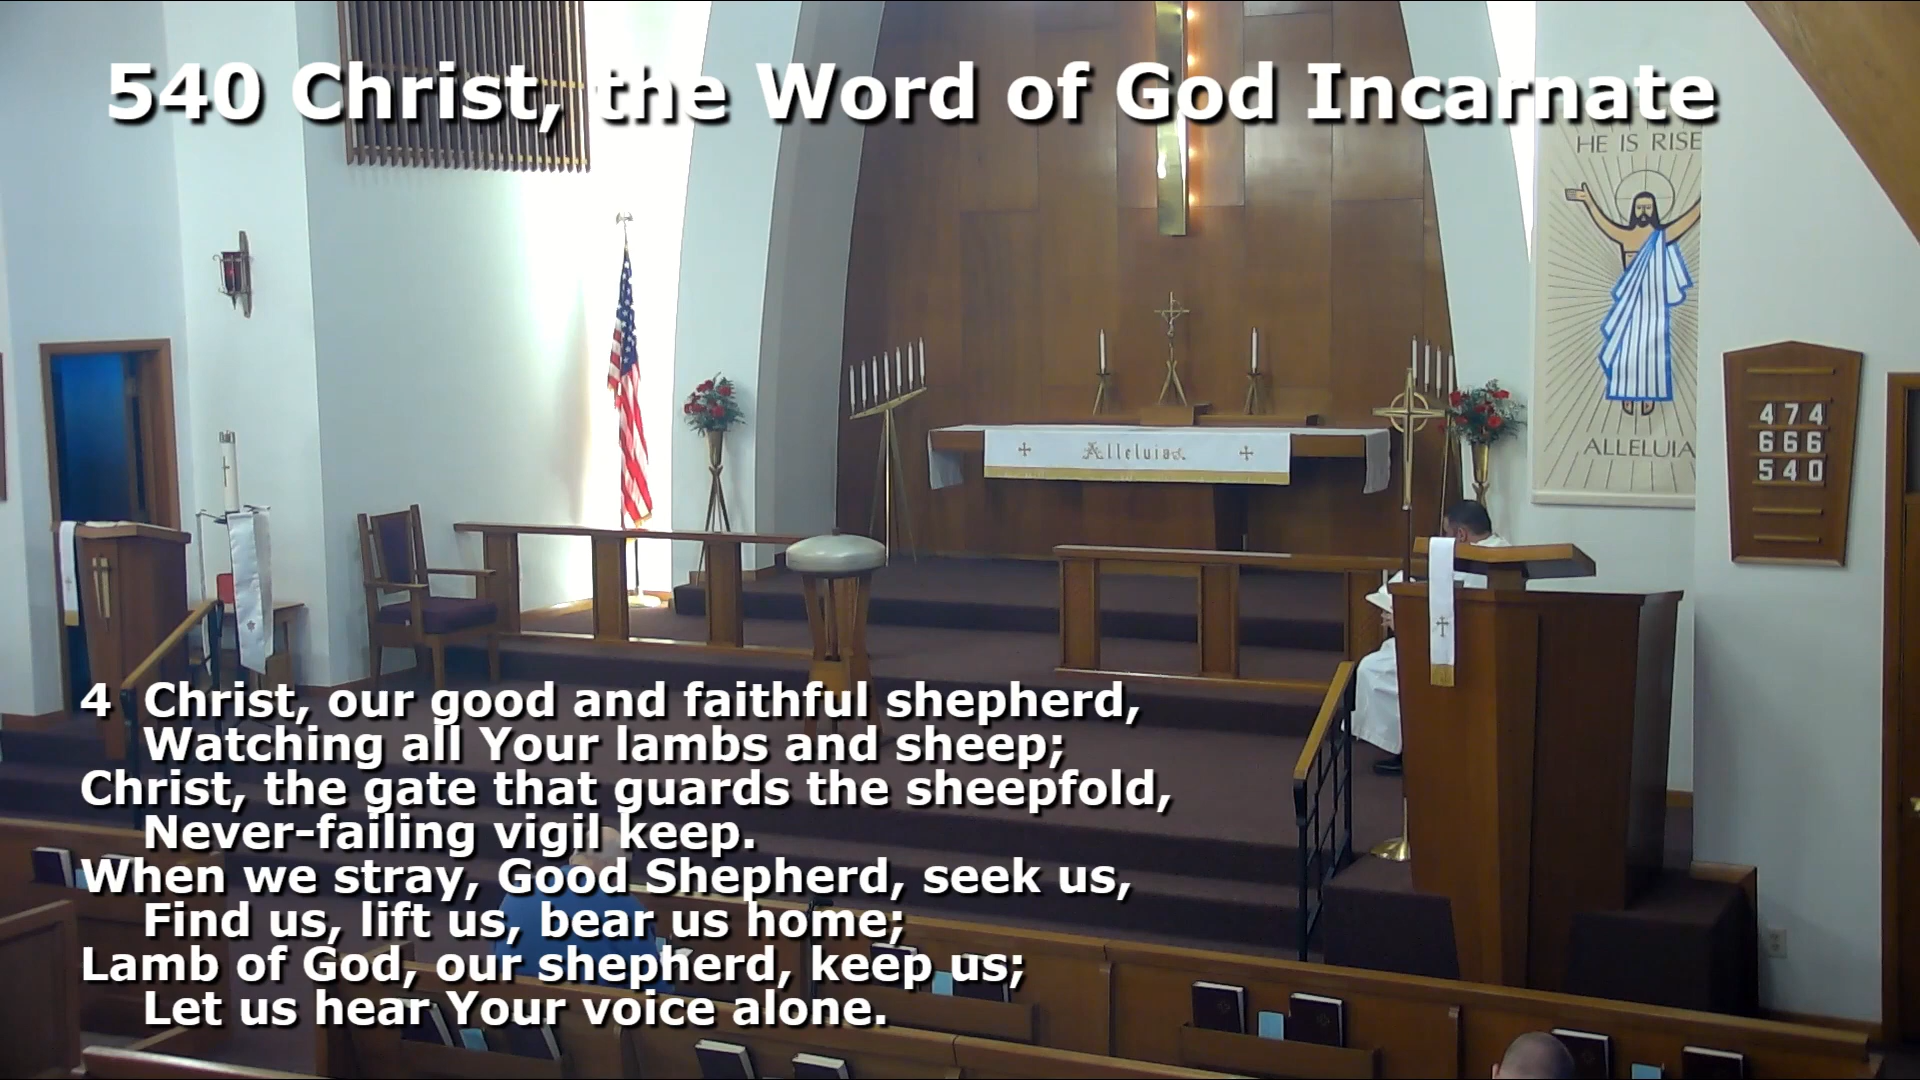 540 Christ, the Word of God Incarnate
HE IS RISE
ALLELUIA
474
666
540
Alleluia
4 Christ, our good and faithful shepherd,
Watching all Your lambs and sheep;
Christ, the gate that guards the sheepfold,
Never-failing vigil keep.
When we stray, Good Shepherd, seek us,
Find us, lift us, bear us home;
Lamb of God, our shepherd, keep us;
Let us hear Your voice alone.